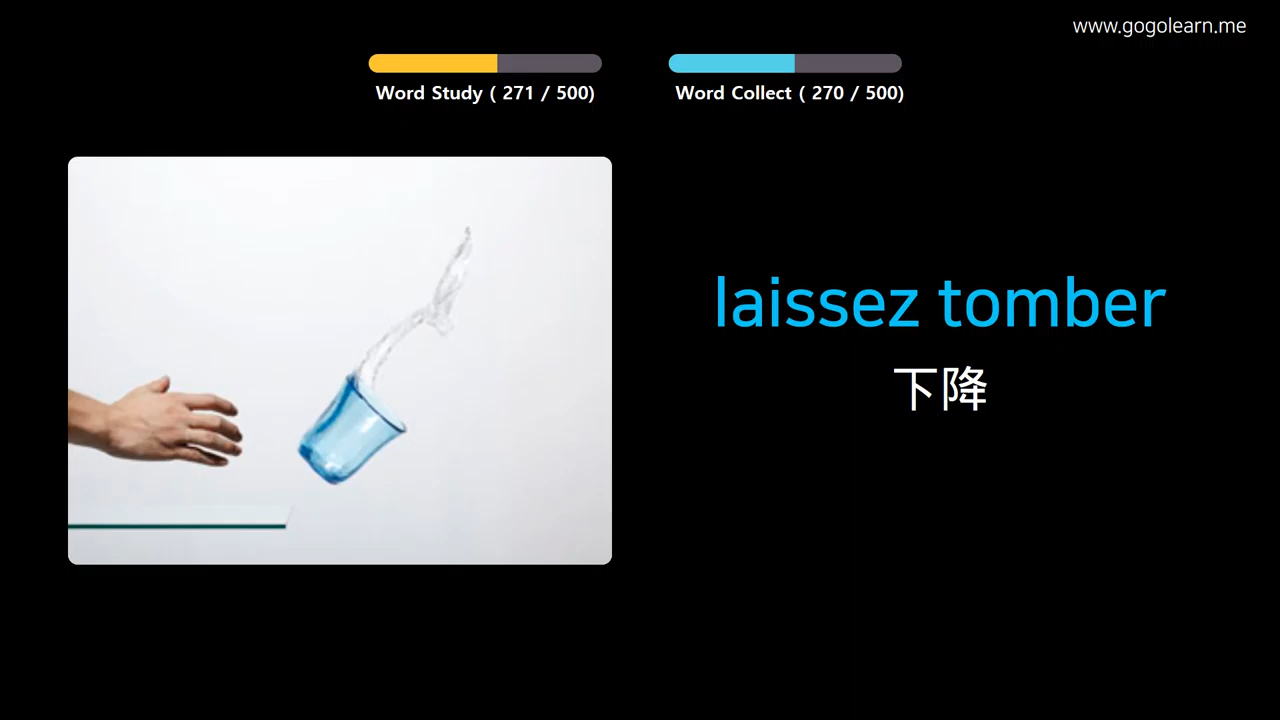 www.gogolearn.me
Word Study ( 271 / 500)
Word Collect ( 270 / 500)
laissez tomber
下降